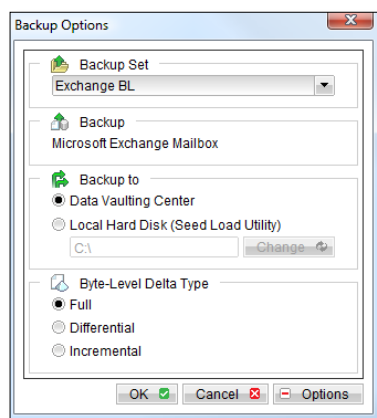 Backup Options
Backup Set
Exchange BL
Backup
Microsoft Exchange Mailbox
Backup to
Data Vaulting Center
Local Hard Disk (Seed Load Utility)
C:\ Change
Byte-Level Delta Type
Full
Differential
Incremental
OK Cancel Options